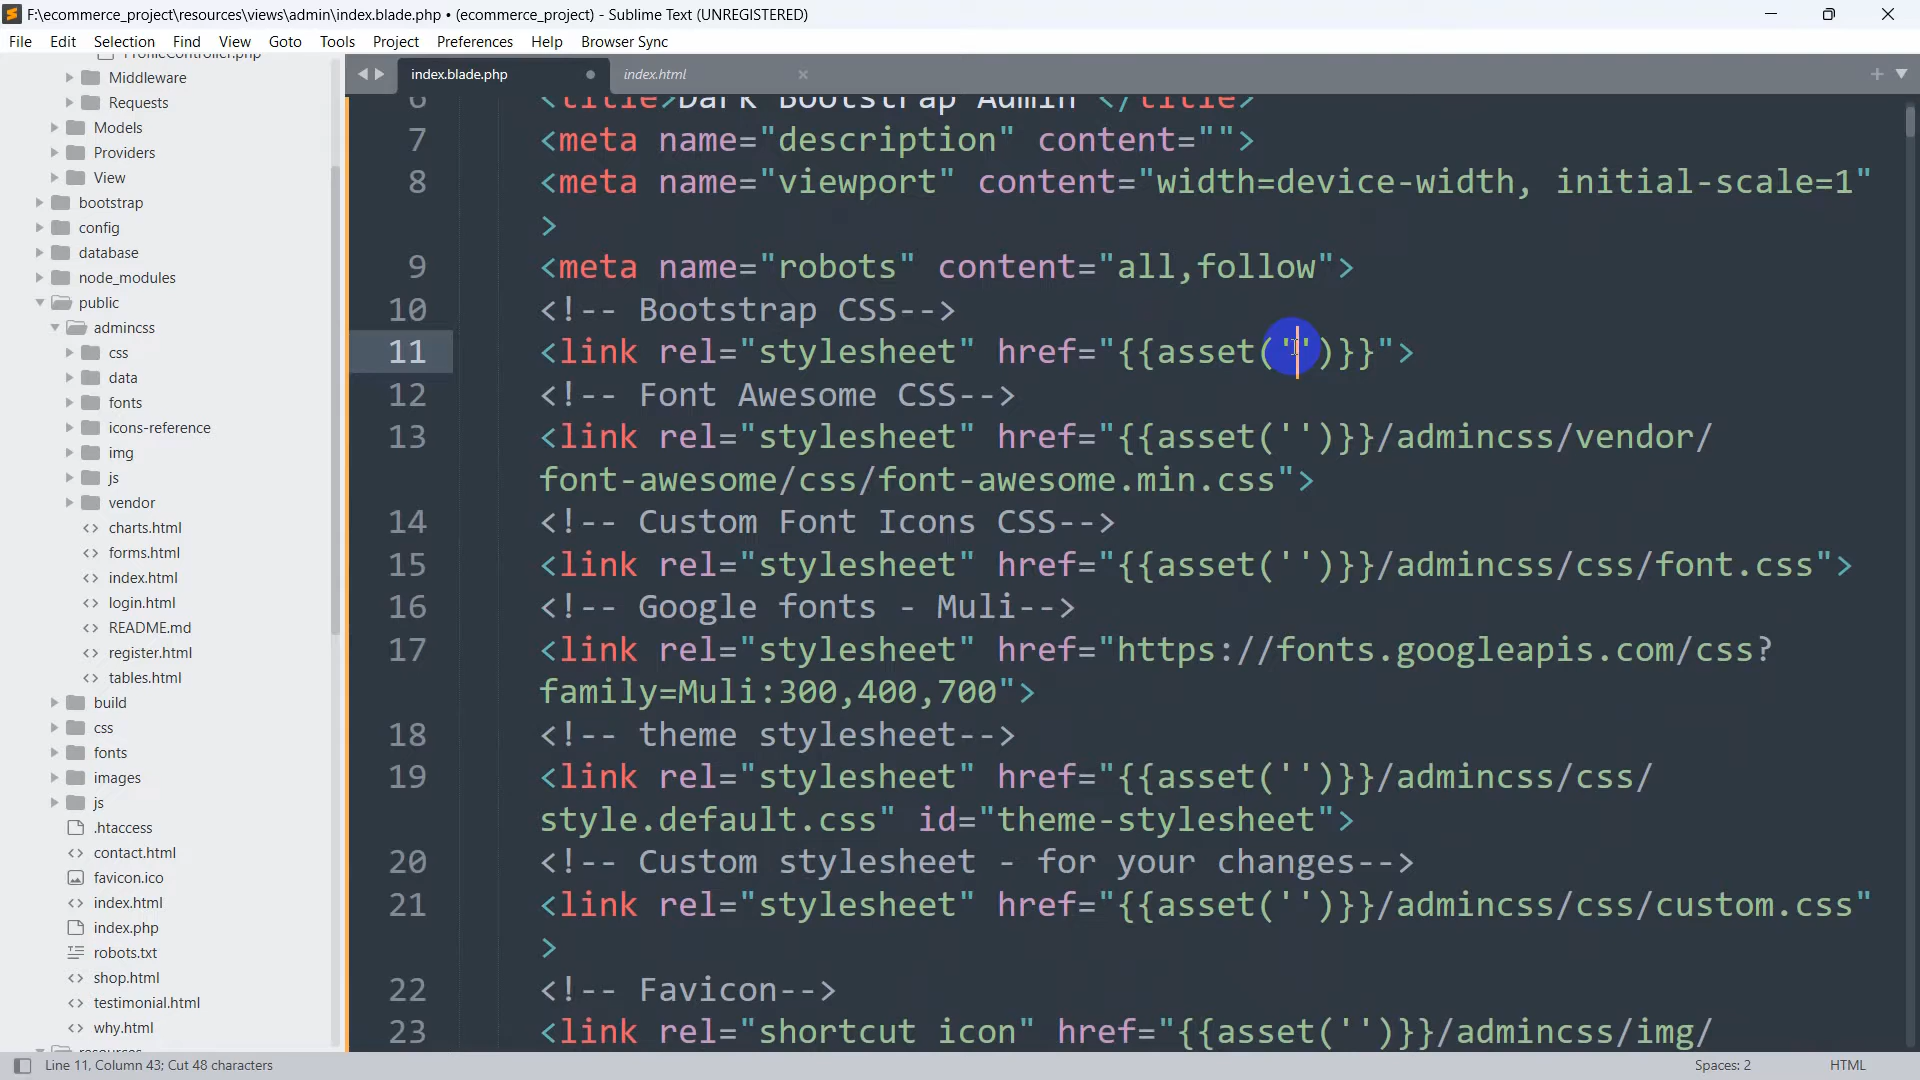 F:\ecommerce_project\resources\views\admin\index.blade.php • (ecommerce_project) - Sublime Text (UNREGISTERED)
File Edit Selection Find View Goto Tools Project Preferences Help Browser Sync
ProfileController.php
Middleware
Requests
Models
Providers
View
bootstrap
config
database
node_modules
public
admincss
css
data
fonts
icons-reference
img
js
vendor
charts.html
forms.html
index.html
login.html
README.md
register.html
tables.html
build
css
fonts
images
js
.htaccess
contact.html
favicon.ico
index.html
index.php
robots.txt
shop.html
testimonial.html
why.html
resources
index.blade.php index.html
6 <title>Dark Bootstrap Admin </title>
7 <meta name="description" content="">
8 <meta name="viewport" content="width=device-width, initial-scale=1"
>
9 <meta name="robots" content="all,follow">
10 <!-- Bootstrap CSS-->
11 <link rel="stylesheet" href="{{asset('')}}">
12 <!-- Font Awesome CSS-->
13 <link rel="stylesheet" href="{{asset('')}}/admincss/vendor/
font-awesome/css/font-awesome.min.css">
14 <!-- Custom Font Icons CSS-->
15 <link rel="stylesheet" href="{{asset('')}}/admincss/css/font.css">
16 <!-- Google fonts - Muli-->
17 <link rel="stylesheet" href="https://fonts.googleapis.com/css?
family=Muli:300,400,700">
18 <!-- theme stylesheet-->
19 <link rel="stylesheet" href="{{asset('')}}/admincss/css/
style.default.css" id="theme-stylesheet">
20 <!-- Custom stylesheet - for your changes-->
21 <link rel="stylesheet" href="{{asset('')}}/admincss/css/custom.css"
>
22 <!-- Favicon-->
23 <link rel="shortcut icon" href="{{asset('')}}/admincss/img/
Line 11, Column 43; Cut 48 characters Spaces: 2 HTML